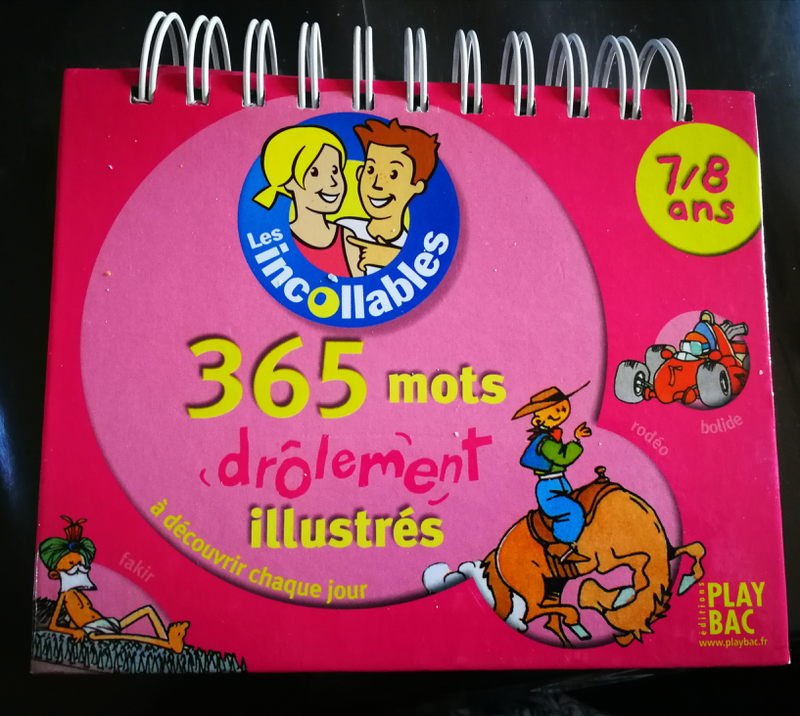 7/8
ans
Les
incollables
365 mots
drôlement
illustrés
à découvrir chaque jour
rodéo
bolide
fakir
éditions
PLAY
BAC
www.playbac.fr